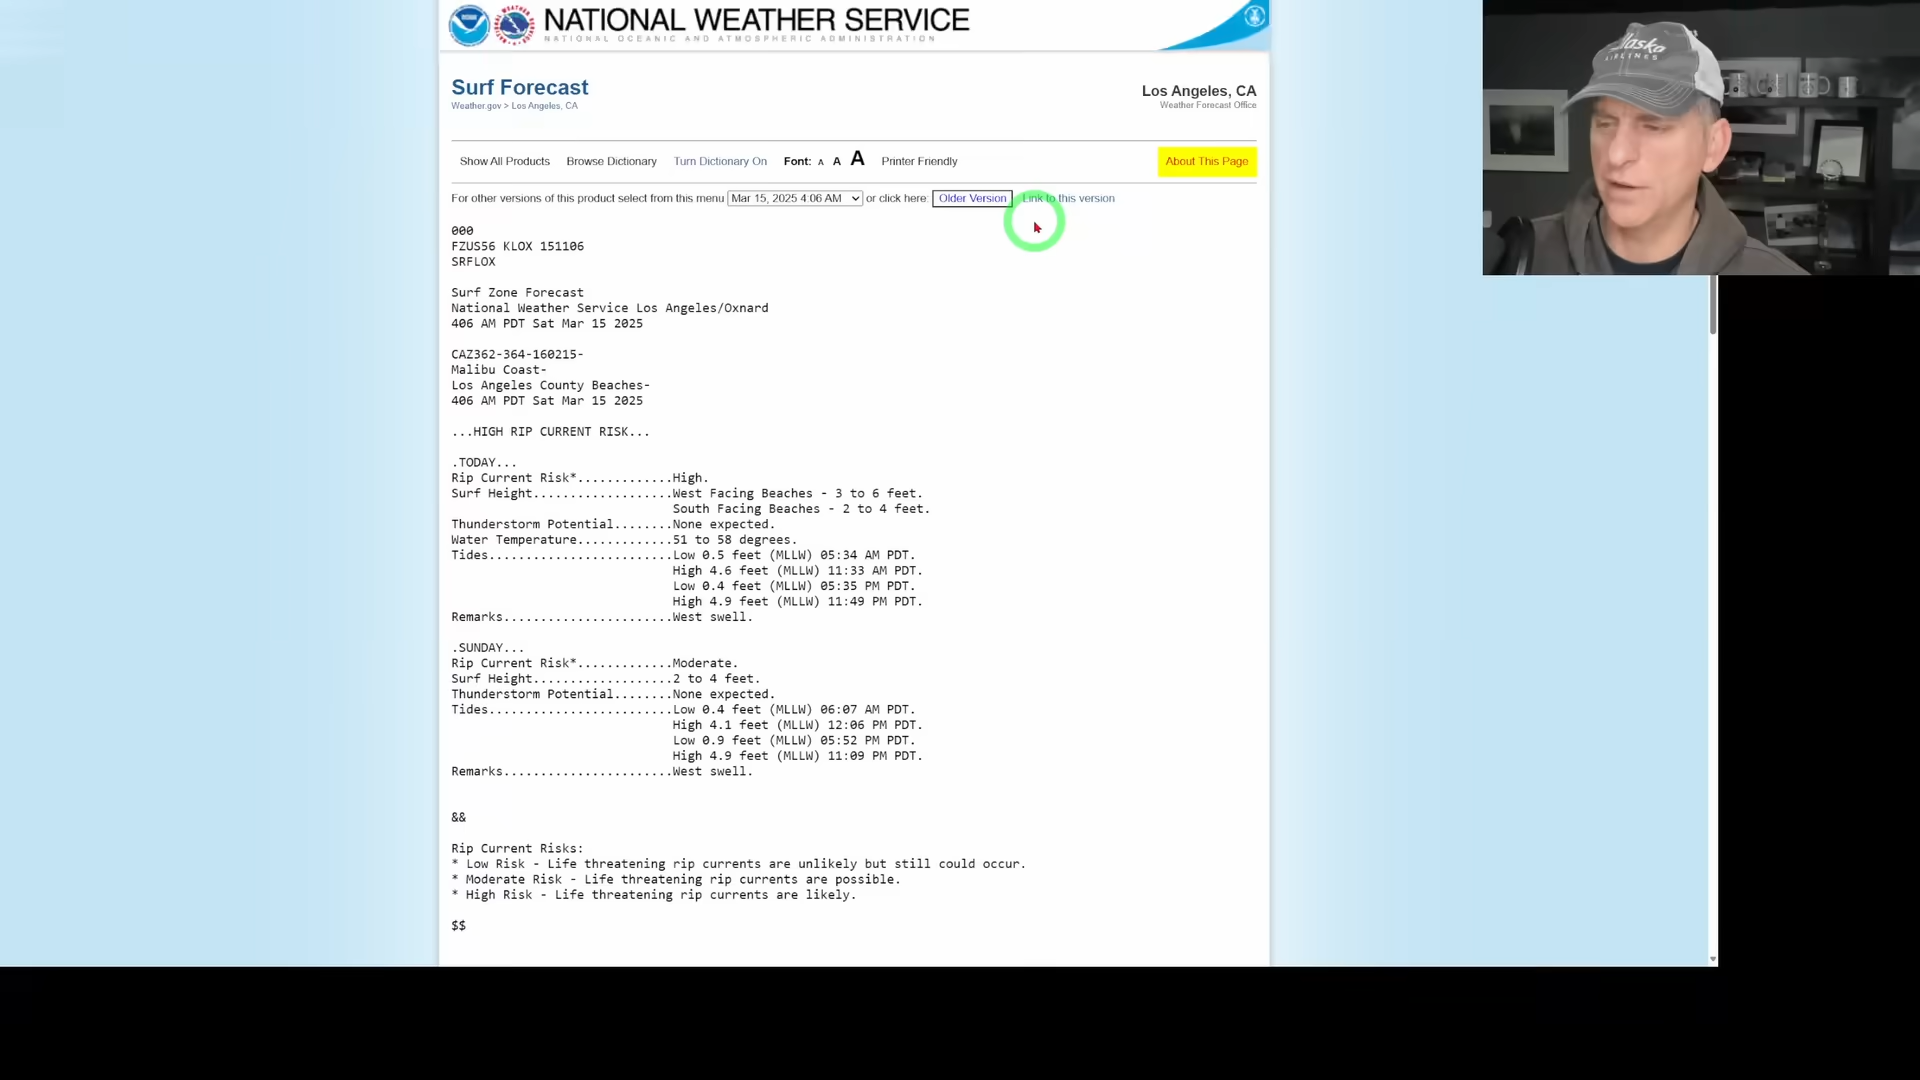 NATIONAL WEATHER SERVICE
NATIONAL OCEANIC AND ATMOSPHERIC ADMINISTRATION
Surf Forecast
Weather.gov > Los Angeles, CA
Los Angeles, CA
Weather Forecast Office
Show All Products Browse Dictionary Turn Dictionary On Font: A A A Printer Friendly About This Page
For other versions of this product select from this menu Mar 15, 2025 4:06 AM or click here: Older Version Link to this version
000
FZUS56 KLOX 151106
SRFLOX
Surf Zone Forecast
National Weather Service Los Angeles/Oxnard
406 AM PDT Sat Mar 15 2025
CAZ362-364-160215-
Malibu Coast-
Los Angeles County Beaches-
406 AM PDT Sat Mar 15 2025
...HIGH RIP CURRENT RISK...
.TODAY...
Rip Current Risk*.............High.
Surf Height...................West Facing Beaches - 3 to 6 feet.
South Facing Beaches - 2 to 4 feet.
Thunderstorm Potential........None expected.
Water Temperature.............51 to 58 degrees.
Tides.........................Low 0.5 feet (MLLW) 05:34 AM PDT.
High 4.6 feet (MLLW) 11:33 AM PDT.
Low 0.4 feet (MLLW) 05:35 PM PDT.
High 4.9 feet (MLLW) 11:49 PM PDT.
Remarks.......................West swell.
.SUNDAY...
Rip Current Risk*.............Moderate.
Surf Height...................2 to 4 feet.
Thunderstorm Potential........None expected.
Tides.........................Low 0.4 feet (MLLW) 06:07 AM PDT.
High 4.1 feet (MLLW) 12:06 PM PDT.
Low 0.9 feet (MLLW) 05:52 PM PDT.
High 4.9 feet (MLLW) 11:09 PM PDT.
Remarks.......................West swell.
&&
Rip Current Risks:
* Low Risk - Life threatening rip currents are unlikely but still could occur.
* Moderate Risk - Life threatening rip currents are possible.
* High Risk - Life threatening rip currents are likely.
$$
Alaska
AIRLINES